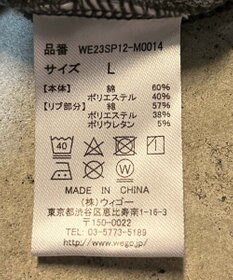 品番 WE23SP12-M0014
サイズ L
【本体】 綿 60%
ポリエステル 40%
【リブ部分】 綿 57%
ポリエステル 38%
ポリウレタン 5%
40
W
MADE IN CHINA
(株)ウィゴー
東京都渋谷区恵比寿南1-16-3
〒150-0022
TEL 03-5773-5189
http://www.wego.jp/